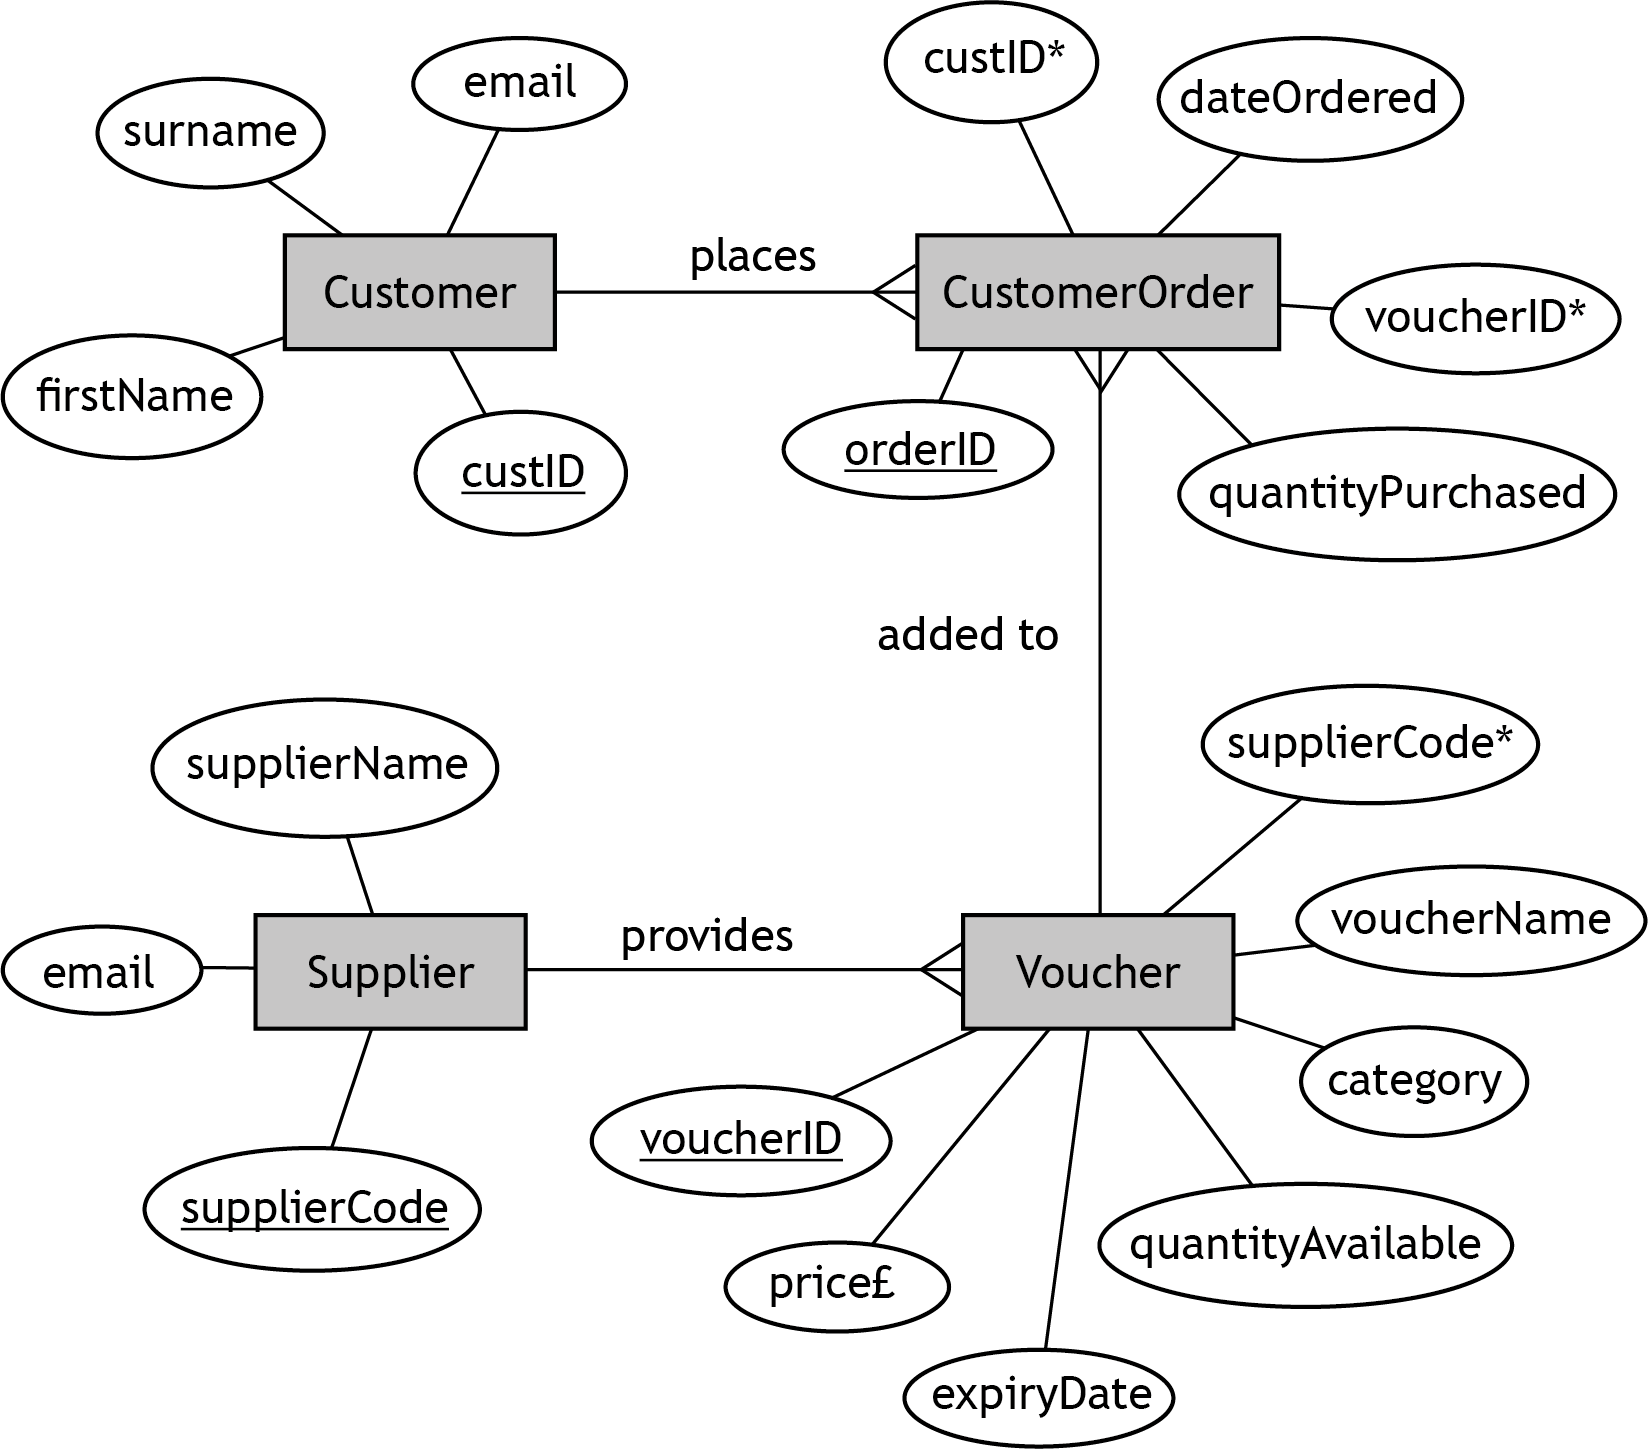 custID*
email
dateOrdered
surname
places
Customer
CustomerOrder
voucherID*
firstName
custID
orderID
quantityPurchased
added to
supplierCode*
supplierName
voucherName
provides
email
Supplier
Voucher
category
voucherID
supplierCode
quantityAvailable
price£
expiryDate